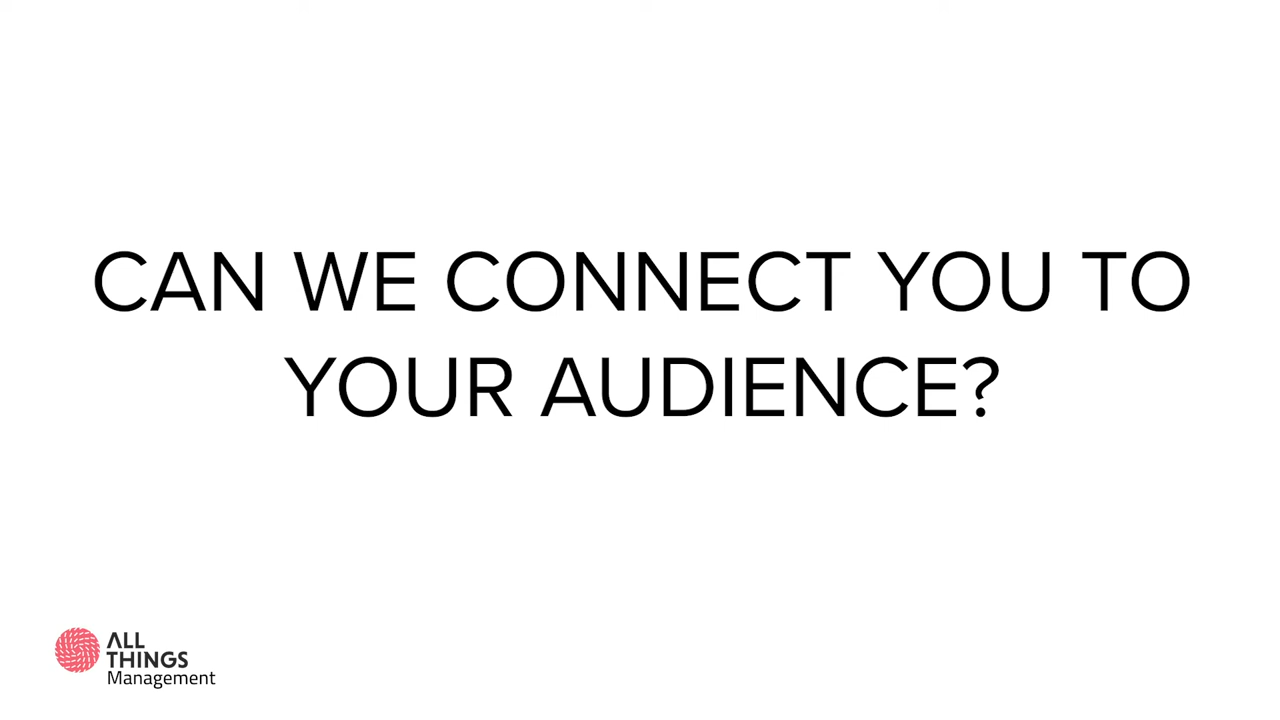 CAN WE CONNECT YOU TO
YOUR AUDIENCE?
ALL
THINGS
Management